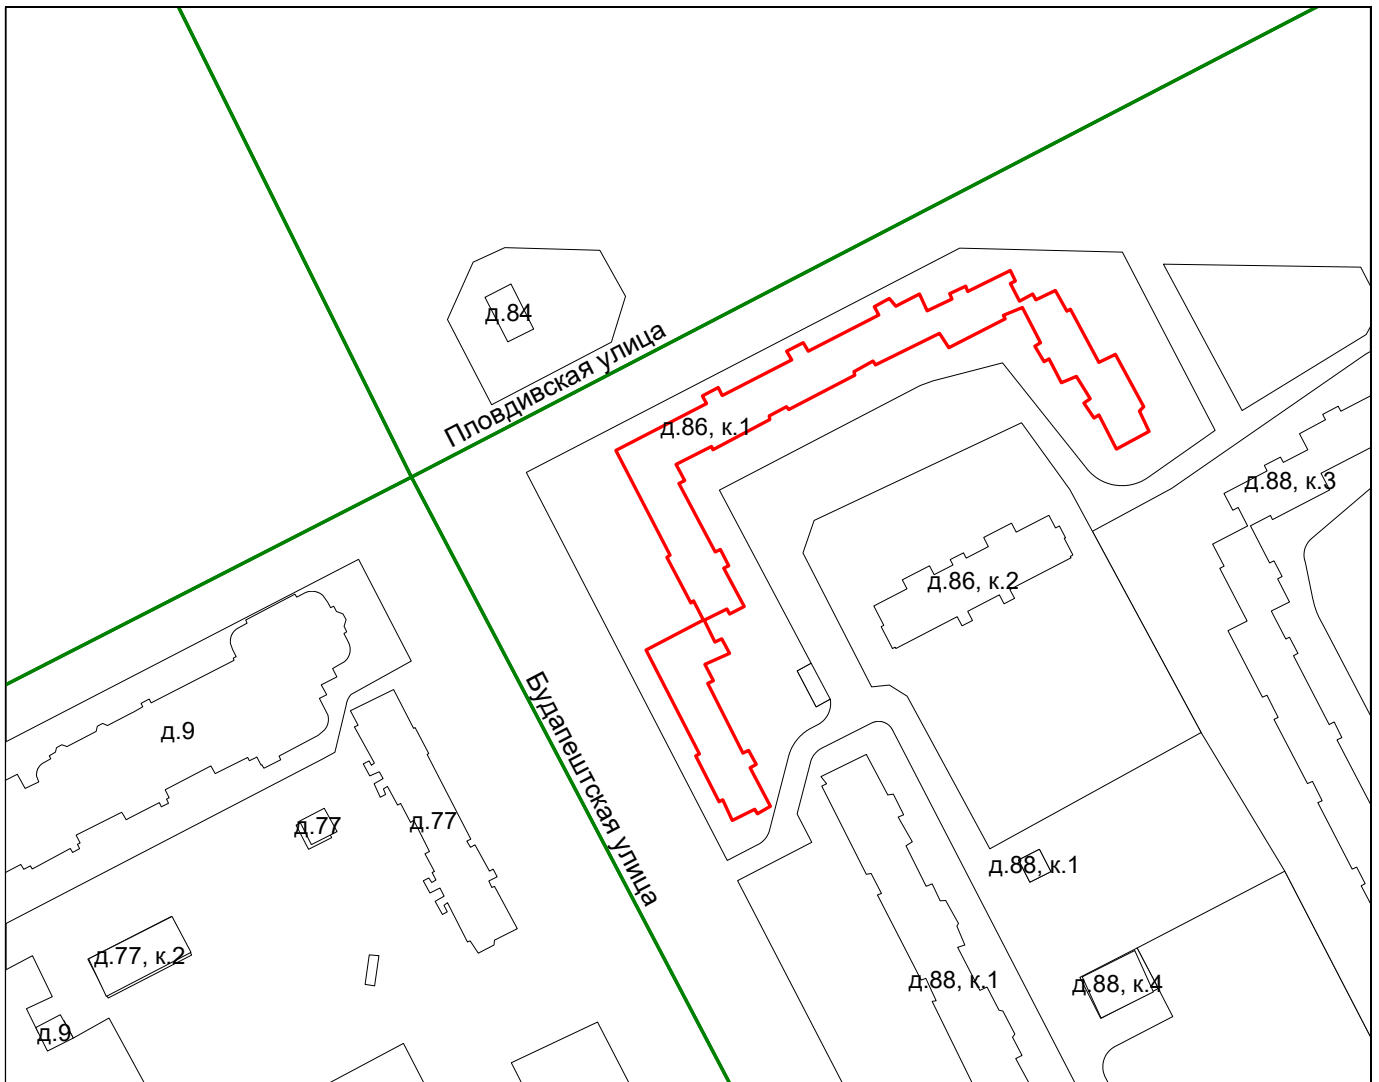 д.84
Пловдивская улица
д.86, к.1
д.88, к.3
д.86, к.2
Будапештская улица
д.9
д.77
д.77
д.88, к.1
д.77, к.2
д.88, к.1
д.88, к.4
д.9